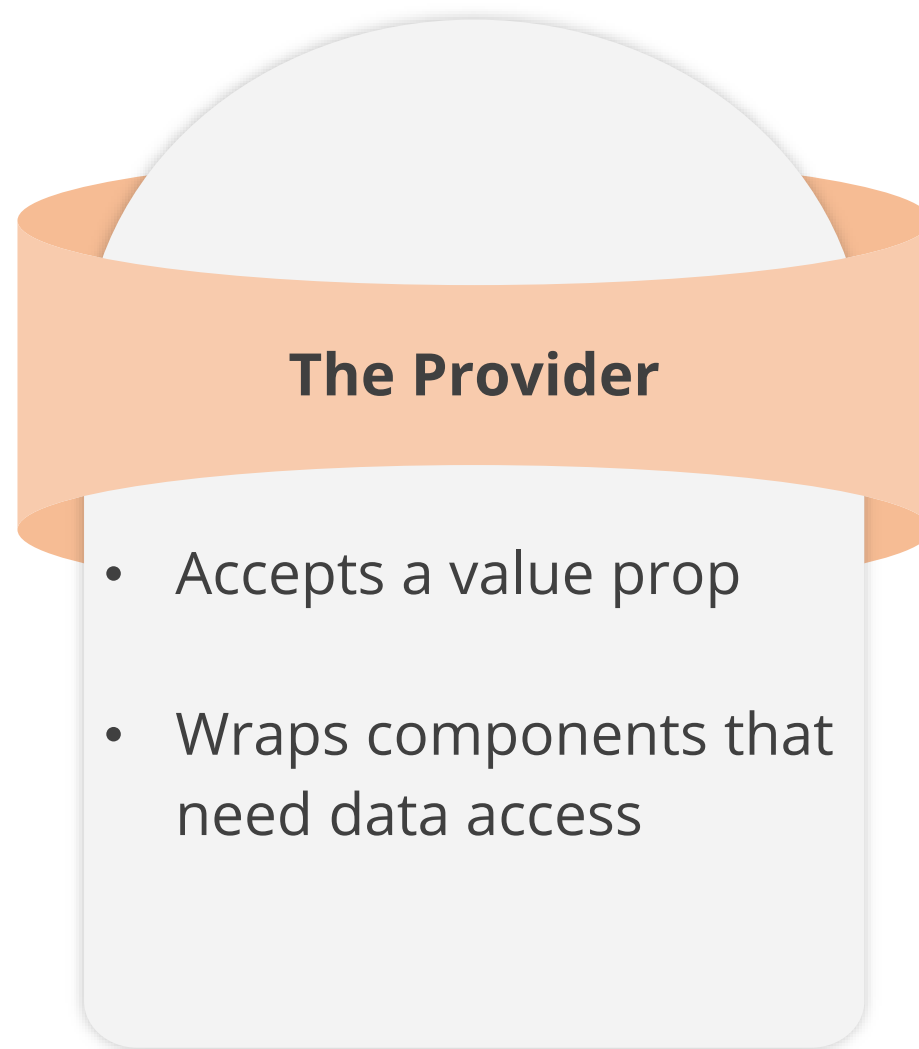 The Provider
• Accepts a value prop
• Wraps components that
need data access